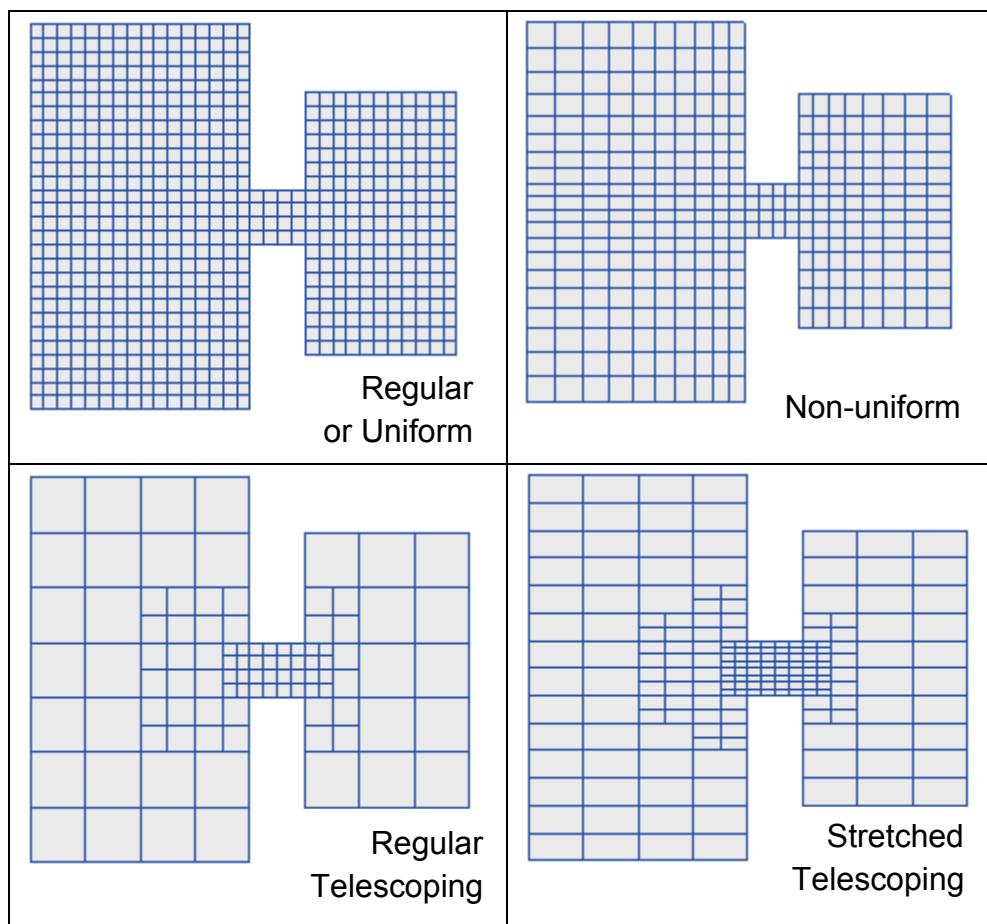 Regular
or Uniform
Non-uniform
Regular
Telescoping
Stretched
Telescoping